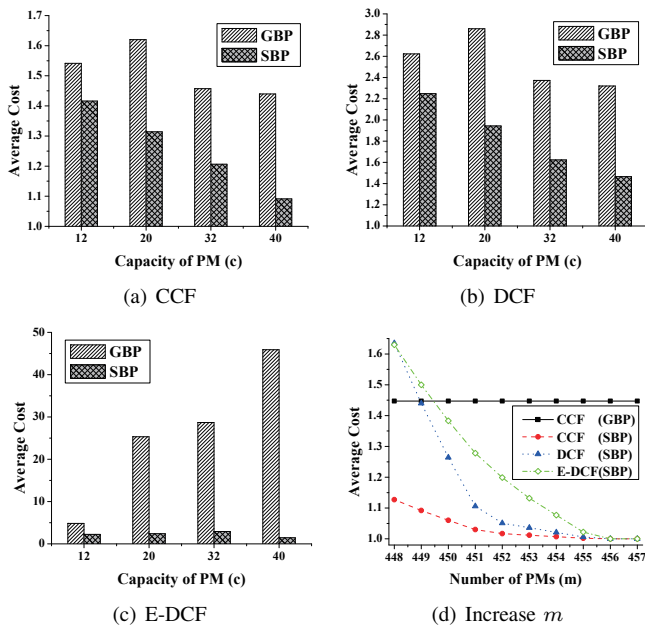 1.7
1.6
1.5
1.4
1.3
1.2
1.1
1.0
Average Cost
GBP
SBP
12 20 32 40
Capacity of PM (c)
(a) CCF
3.0
2.8
2.6
2.4
2.2
2.0
1.8
1.6
1.4
1.2
1.0
Average Cost
GBP
SBP
12 20 32 40
Capacity of PM (c)
(b) DCF
50
40
30
20
10
0
Average Cost
GBP
SBP
12 20 32 40
Capacity of PM (c)
(c) E-DCF
1.6
1.5
1.4
1.3
1.2
1.1
1.0
Average Cost
CCF (GBP)
CCF (SBP)
DCF (SBP)
E-DCF(SBP)
448 449 450 451 452 453 454 455 456 457
Number of PMs (m)
(d) Increase m